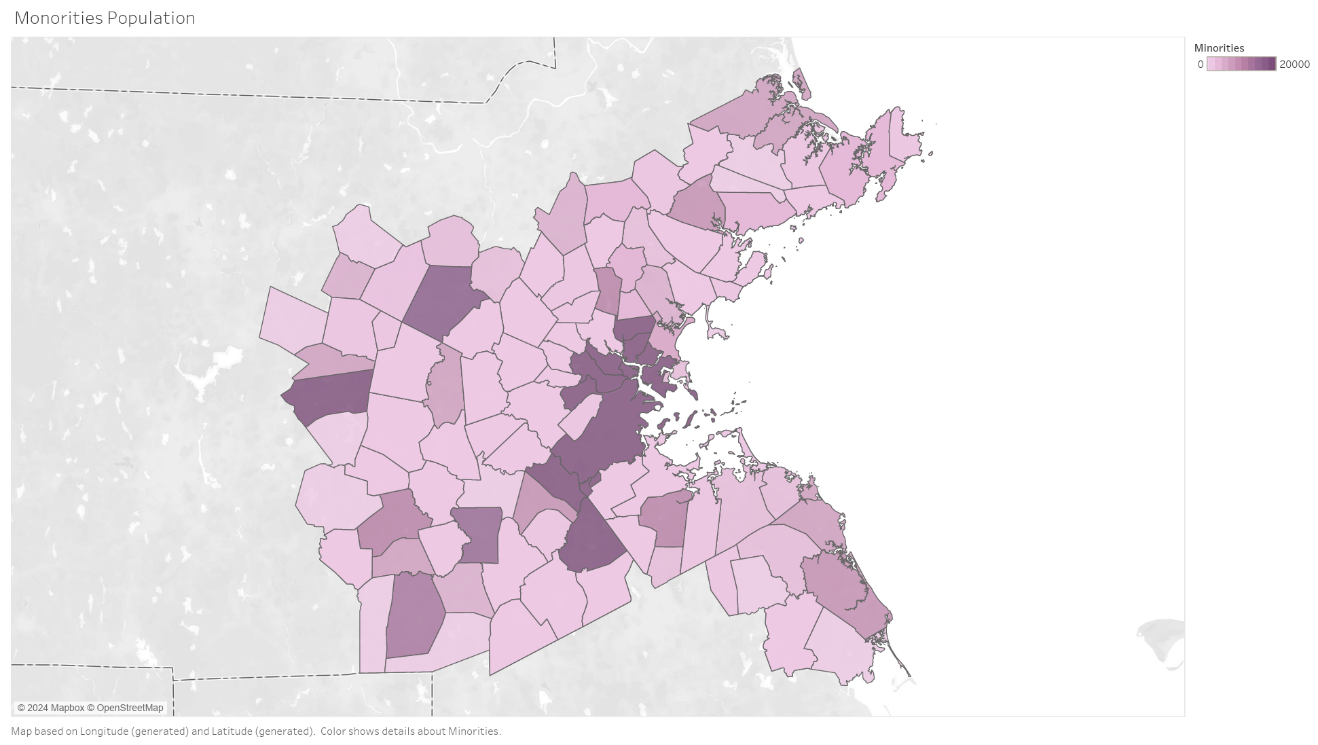 Monorities Population
Minorities
0 20000
© 2024 Mapbox © OpenStreetMap
Map based on Longitude (generated) and Latitude (generated). Color shows details about Minorities.